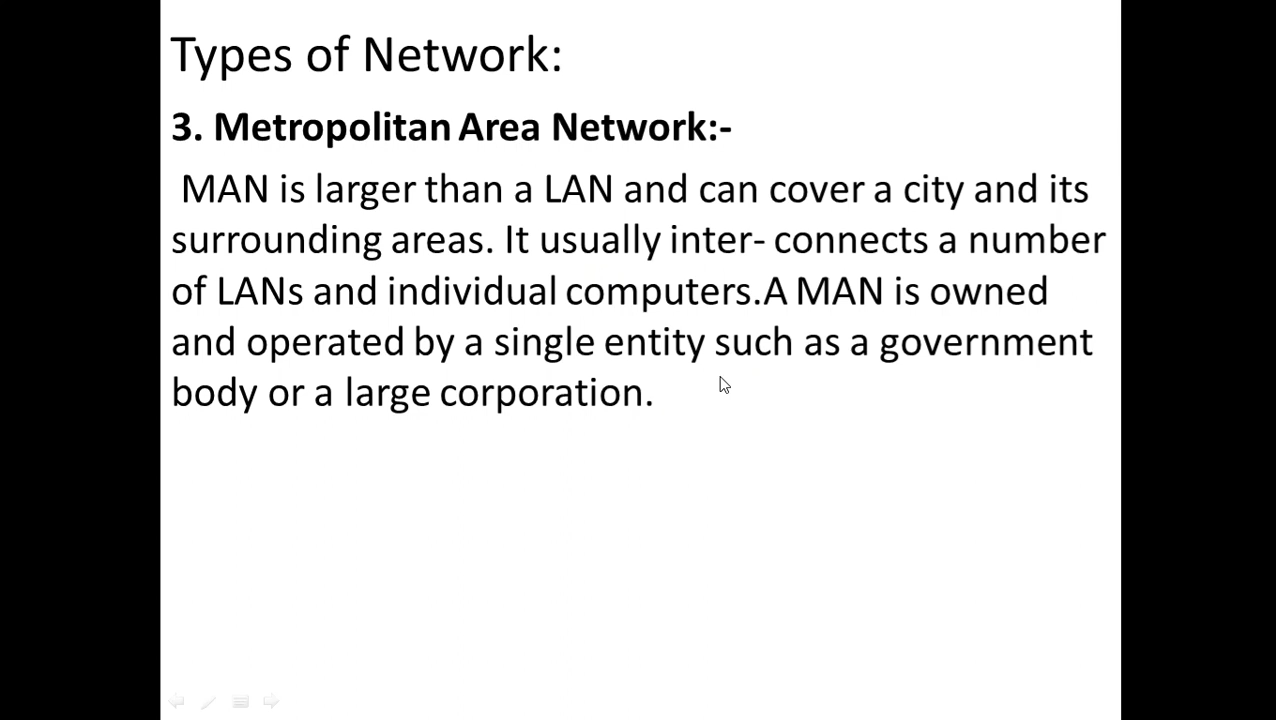 Types of Network:
3. Metropolitan Area Network:-
MAN is larger than a LAN and can cover a city and its
surrounding areas. It usually inter- connects a number
of LANs and individual computers.A MAN is owned
and operated by a single entity such as a government
body or a large corporation.